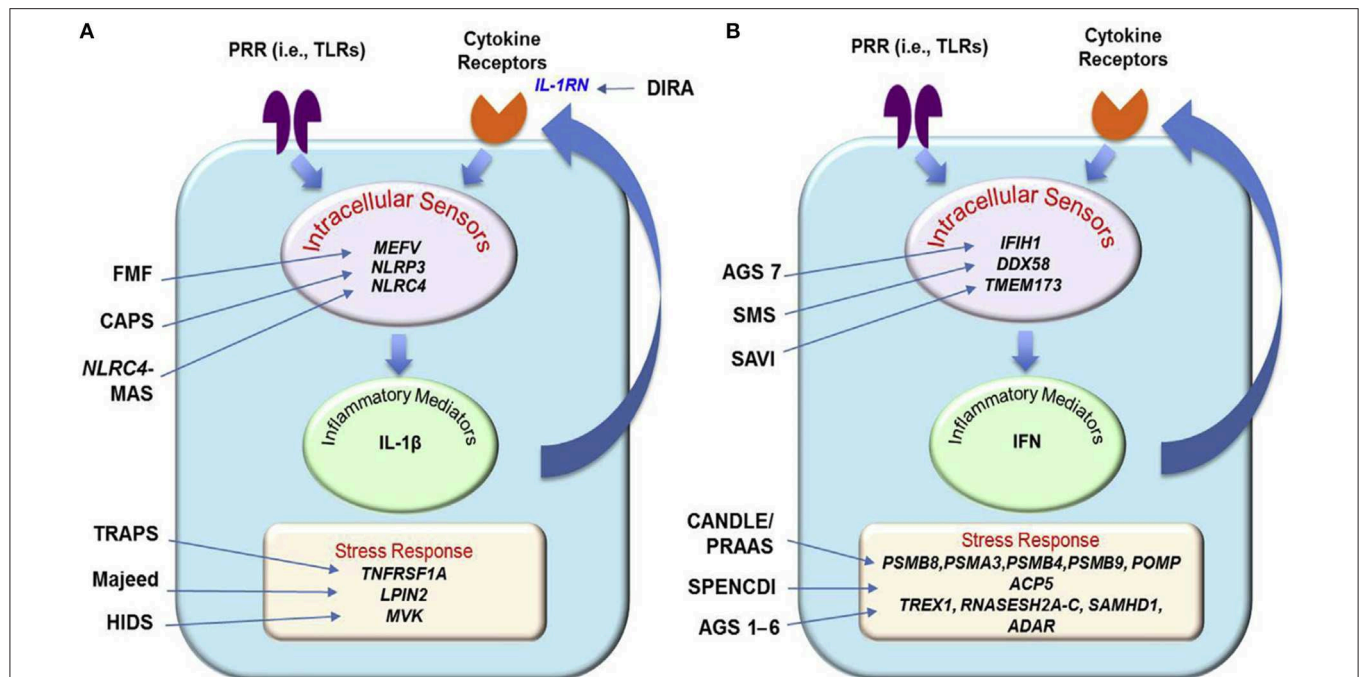 A
PRR (i.e., TLRs)
Cytokine
Receptors
IL-1RN
DIRA
Intracellular Sensors
MEFV
NLRP3
NLRC4
FMF
CAPS
NLRC4-
MAS
Inflammatory Mediators
IL-1β
TRAPS
Majeed
HIDS
Stress Response
TNFRSF1A
LPIN2
MVK
B
PRR (i.e., TLRs)
Cytokine
Receptors
Intracellular Sensors
IFIH1
DDX58
TMEM173
AGS 7
SMS
SAVI
Inflammatory Mediators
IFN
CANDLE/
PRAAS
SPENCDI
AGS 1–6
Stress Response
PSMB8,PSMA3,PSMB4,PSMB9, POMP
ACP5
TREX1, RNASESH2A-C, SAMHD1,
ADAR